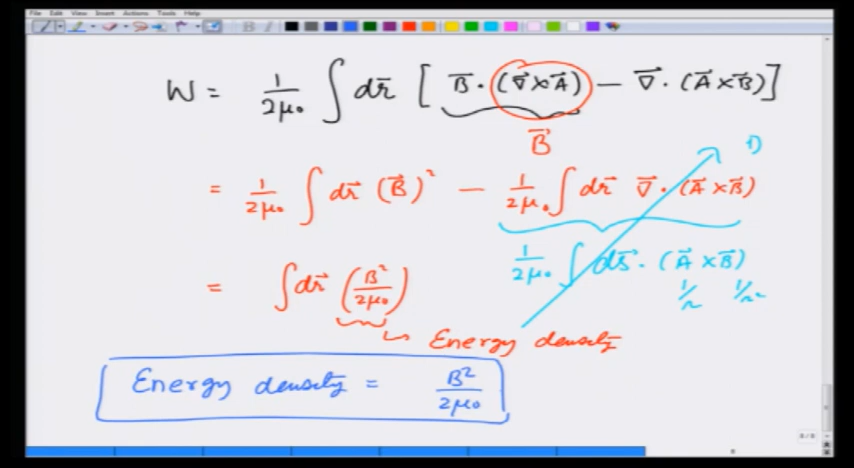 File Edit View Insert Actions Tools Help
W = 1/2μ₀ ∫ dr⃗ [ B⃗ · (∇⃗ × A⃗) − ∇⃗ · (A⃗ × B⃗) ]
B⃗
= 1/2μ₀ ∫ dr⃗ (B⃗)² − 1/2μ₀ ∫ dr⃗ ∇⃗ · (A⃗ × B⃗)
1/2μ₀ ∫ ds⃗ · (A⃗ × B⃗)
1/r 1/r²
= ∫ dr⃗ (B²/2μ₀)
Energy density
Energy density = B²/2μ₀